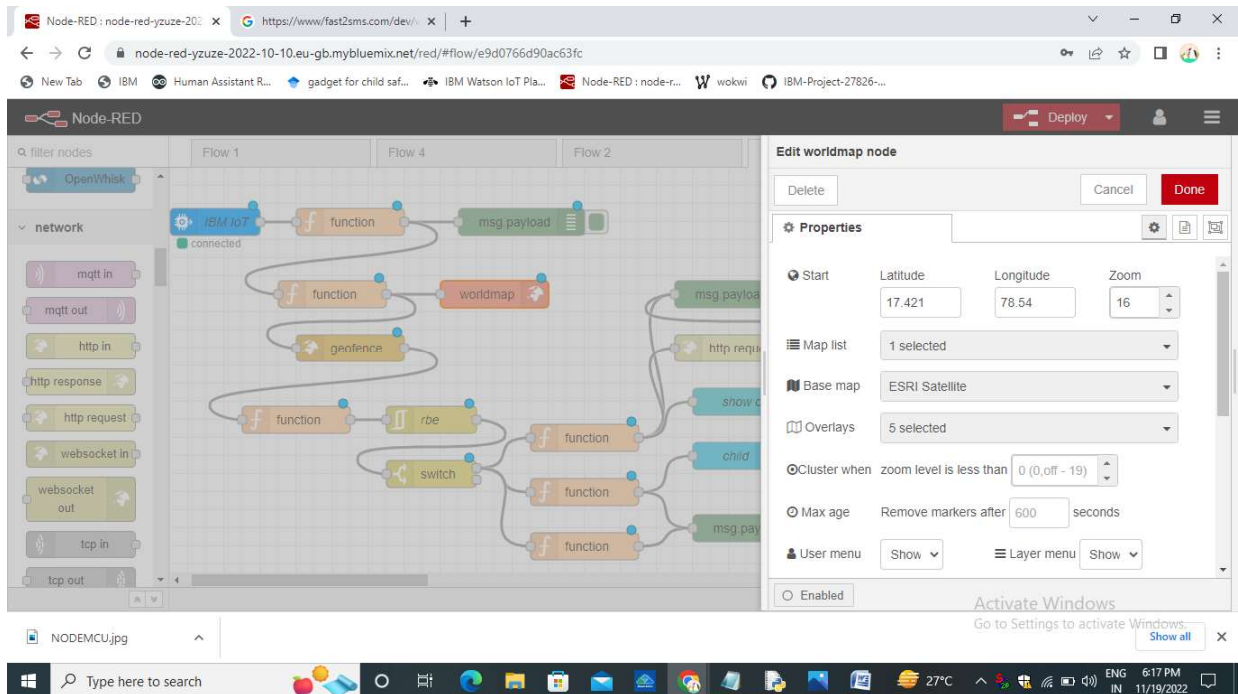 Node-RED : node-red-yzuze-202
https://www/fast2sms.com/dev/
node-red-yzuze-2022-10-10.eu-gb.mybluemix.net/red/#flow/e9d0766d90ac63fc
New Tab IBM Human Assistant R... gadget for child saf... IBM Watson IoT Pla... Node-RED : node-r... wokwi IBM-Project-27826-...
Node-RED
Deploy
filter nodes
Flow 1 Flow 4 Flow 2
Edit worldmap node
OpenWhisk
Delete Cancel Done
network
IBM IoT
connected
function
msg.payload
Properties
mqtt in
mqtt out
http in
http response
http request
websocket in
websocket
out
tcp in
tcp out
function
worldmap
geofence
function
rbe
switch
function
function
function
msg.payloa
http requ
show c
child
msg.pay
Start Latitude Longitude Zoom
17.421 78.54 16
Map list 1 selected
Base map ESRI Satellite
Overlays 5 selected
Cluster when zoom level is less than 0 (0,off - 19)
Max age Remove markers after 600 seconds
User menu Show Layer menu Show
Enabled
Activate Windows
Go to Settings to activate Windows.
NODEMCU.jpg
Show all
Type here to search
27°C
ENG
IN
6:17 PM
11/19/2022